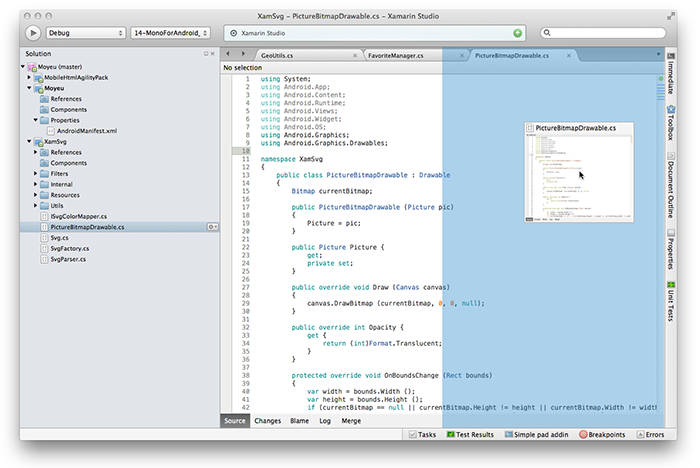 XamSvg – PictureBitmapDrawable.cs – Xamarin Studio
Debug
14-MonoForAndroid_
Xamarin Studio
Solution
Moyeu (master)
MobileHtmlAgilityPack
Moyeu
References
Components
Properties
AndroidManifest.xml
XamSvg
References
Components
Filters
Internal
Resources
Utils
ISvgColorMapper.cs
PictureBitmapDrawable.cs
Svg.cs
SvgFactory.cs
SvgParser.cs
GeoUtils.cs
FavoriteManager.cs
PictureBitmapDrawable.cs
No selection
1 using System;
2 using Android.App;
3 using Android.Content;
4 using Android.Runtime;
5 using Android.Views;
6 using Android.Widget;
7 using Android.OS;
8 using Android.Graphics;
9 using Android.Graphics.Drawables;
10
11 namespace XamSvg
12 {
13 public class PictureBitmapDrawable : Drawable
14 {
15 Bitmap currentBitmap;
16
17 public PictureBitmapDrawable (Picture pic)
18 {
19 Picture = pic;
20 }
21
22 public Picture Picture {
23 get;
24 private set;
25 }
26
27 public override void Draw (Canvas canvas)
28 {
29 canvas.DrawBitmap (currentBitmap, 0, 0, null);
30 }
31
32 public override int Opacity {
33 get {
34 return (int)Format.Translucent;
35 }
36 }
37
38 protected override void OnBoundsChange (Rect bounds)
39 {
40 var width = bounds.Width ();
41 var height = bounds.Height ();
42 if (currentBitmap == null || currentBitmap.Height != height || currentBitmap.Width != width
PictureBitmapDrawable.cs
Immediate
Toolbox
Document Outline
Properties
Unit Tests
Source
Changes
Blame
Log
Merge
Tasks
Test Results
Simple pad addin
Breakpoints
Errors